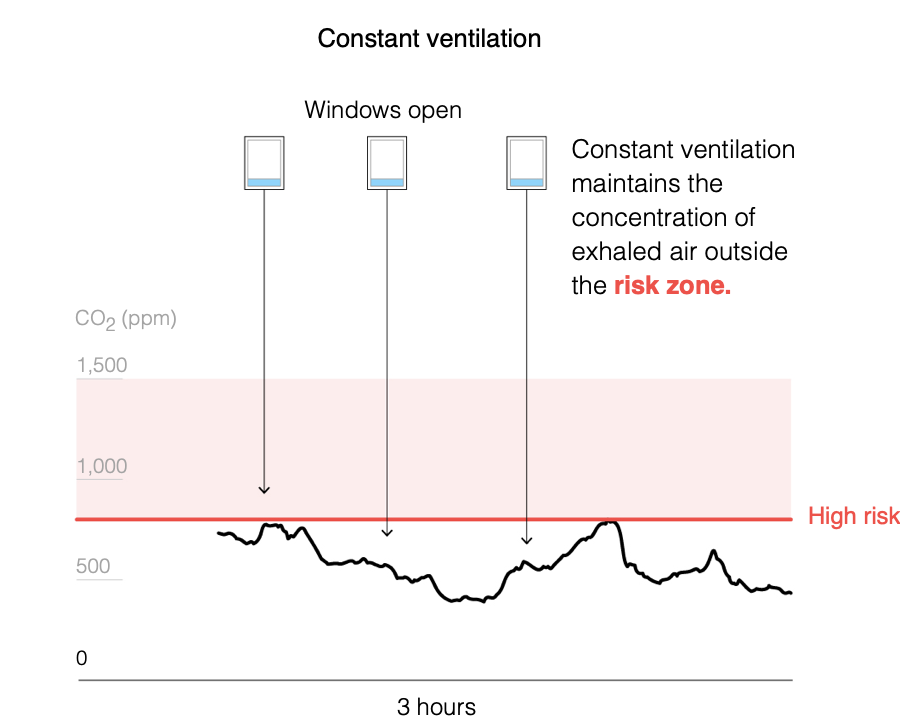 Constant ventilation
Windows open
Constant ventilation
maintains the
concentration of
exhaled air outside
the risk zone.
CO₂ (ppm)
1,500
1,000
High risk
500
0
3 hours